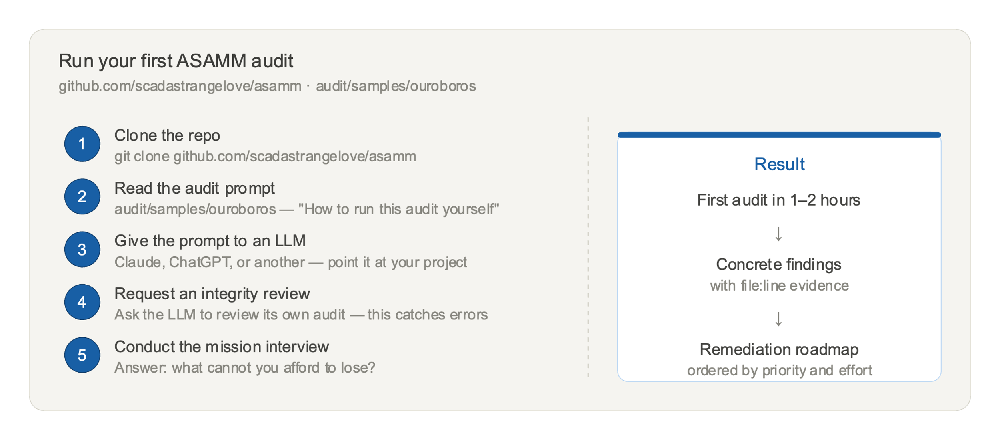 Run your first ASAMM audit
github.com/scadastrangelove/asamm · audit/samples/ouroboros
1
Clone the repo
git clone github.com/scadastrangelove/asamm
2
Read the audit prompt
audit/samples/ouroboros — "How to run this audit yourself"
3
Give the prompt to an LLM
Claude, ChatGPT, or another — point it at your project
4
Request an integrity review
Ask the LLM to review its own audit — this catches errors
5
Conduct the mission interview
Answer: what cannot you afford to lose?
Result
First audit in 1–2 hours
↓
Concrete findings
with file:line evidence
↓
Remediation roadmap
ordered by priority and effort